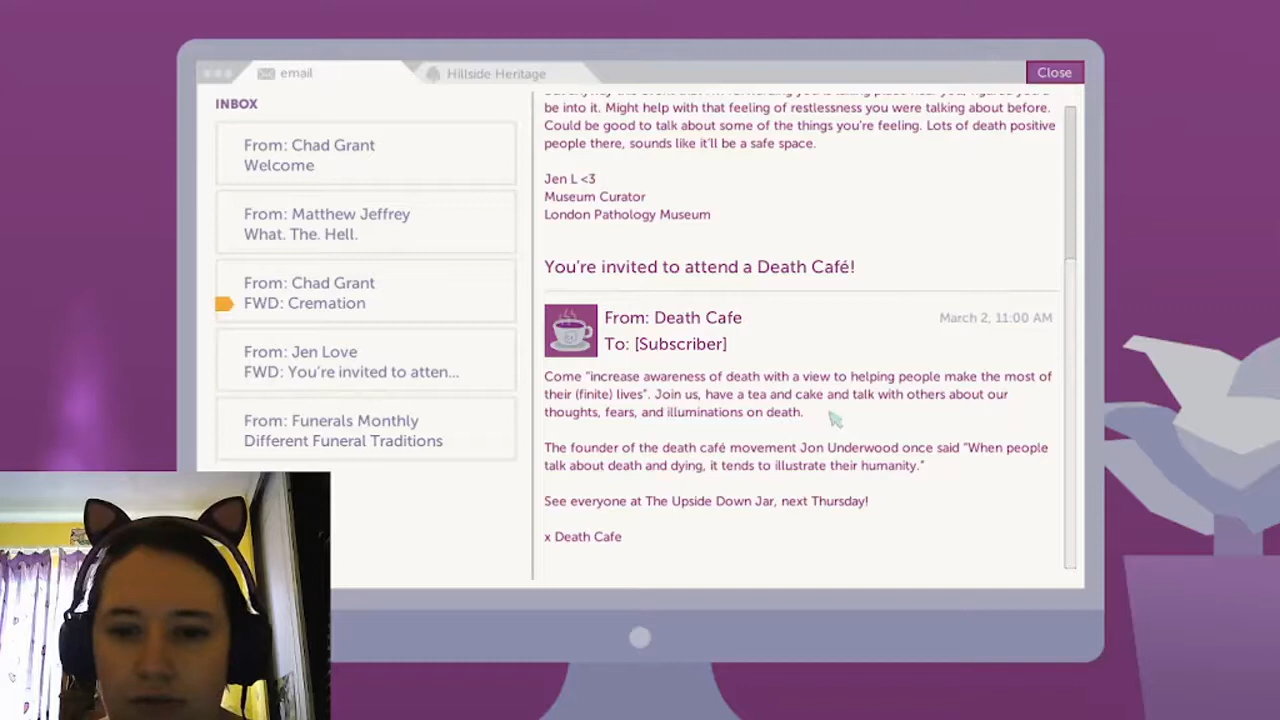 email
Hillside Heritage
Close
INBOX
From: Chad Grant
Welcome
From: Matthew Jeffrey
What. The. Hell.
From: Chad Grant
FWD: Cremation
From: Jen Love
FWD: You're invited to atten...
From: Funerals Monthly
Different Funeral Traditions
be into it. Might help with that feeling of restlessness you were talking about before.
Could be good to talk about some of the things you're feeling. Lots of death positive
people there, sounds like it'll be a safe space.
Jen L <3
Museum Curator
London Pathology Museum
You're invited to attend a Death Café!
From: Death Cafe
March 2, 11:00 AM
To: [Subscriber]
Come "increase awareness of death with a view to helping people make the most of
their (finite) lives". Join us, have a tea and cake and talk with others about our
thoughts, fears, and illuminations on death.
The founder of the death café movement Jon Underwood once said "When people
talk about death and dying, it tends to illustrate their humanity."
See everyone at The Upside Down Jar, next Thursday!
x Death Cafe